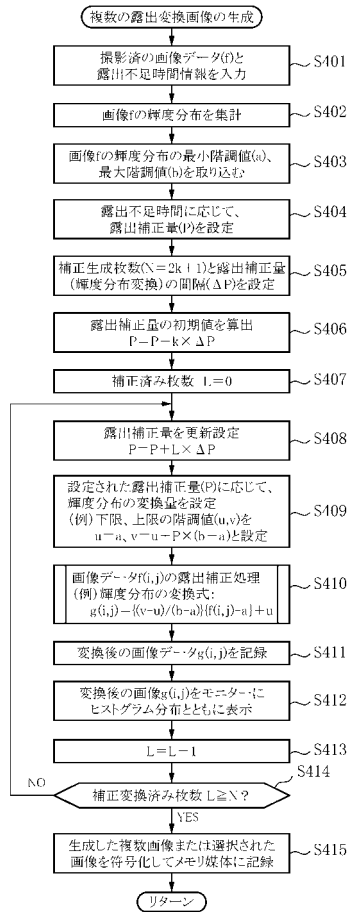 複数の露出変換画像の生成
撮影済の画像データ(f)と
露出不足時間情報を入力
S401
画像fの輝度分布を集計
S402
画像fの輝度分布の最小階調値(a)、
最大階調値(b)を取り込む
S403
露出不足時間に応じて、
露出補正量(P)を設定
S404
補正生成枚数(N=2k+1)と露出補正量
(輝度分布変換)の間隔(ΔP)を設定
S405
露出補正量の初期値を算出
P=P-k×ΔP
S406
補正済み枚数 L=0
S407
露出補正量を更新設定
P=P+L×ΔP
S408
設定された露出補正量(P)に応じて、
輝度分布の変換量を設定
(例)下限、上限の階調値(u,v)を
u=a、v=u+P×(b-a)と設定
S409
画像データf(i,j)の露出補正処理
(例)輝度分布の変換式:
g(i,j)={(v-u)/(b-a)}{f(i,j)-a}+u
S410
変換後の画像データg(i,j)を記録
S411
変換後の画像g(i,j)をモニターに
ヒストグラム分布とともに表示
S412
L=L-1
S413
補正変換済み枚数 L≧N?
S414
NO
YES
生成した複数画像または選択された
画像を符号化してメモリ媒体に記録
S415
リターン